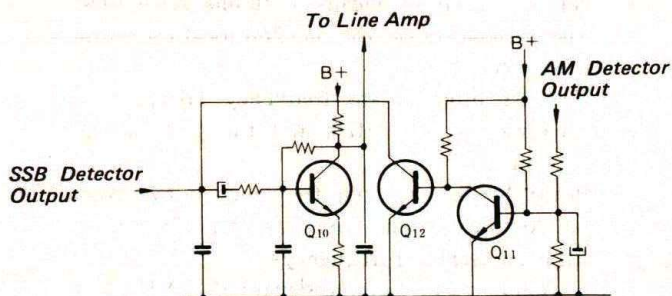 To Line Amp
B+
B+
AM Detector
Output
SSB Detector
Output
Q10
Q12
Q11